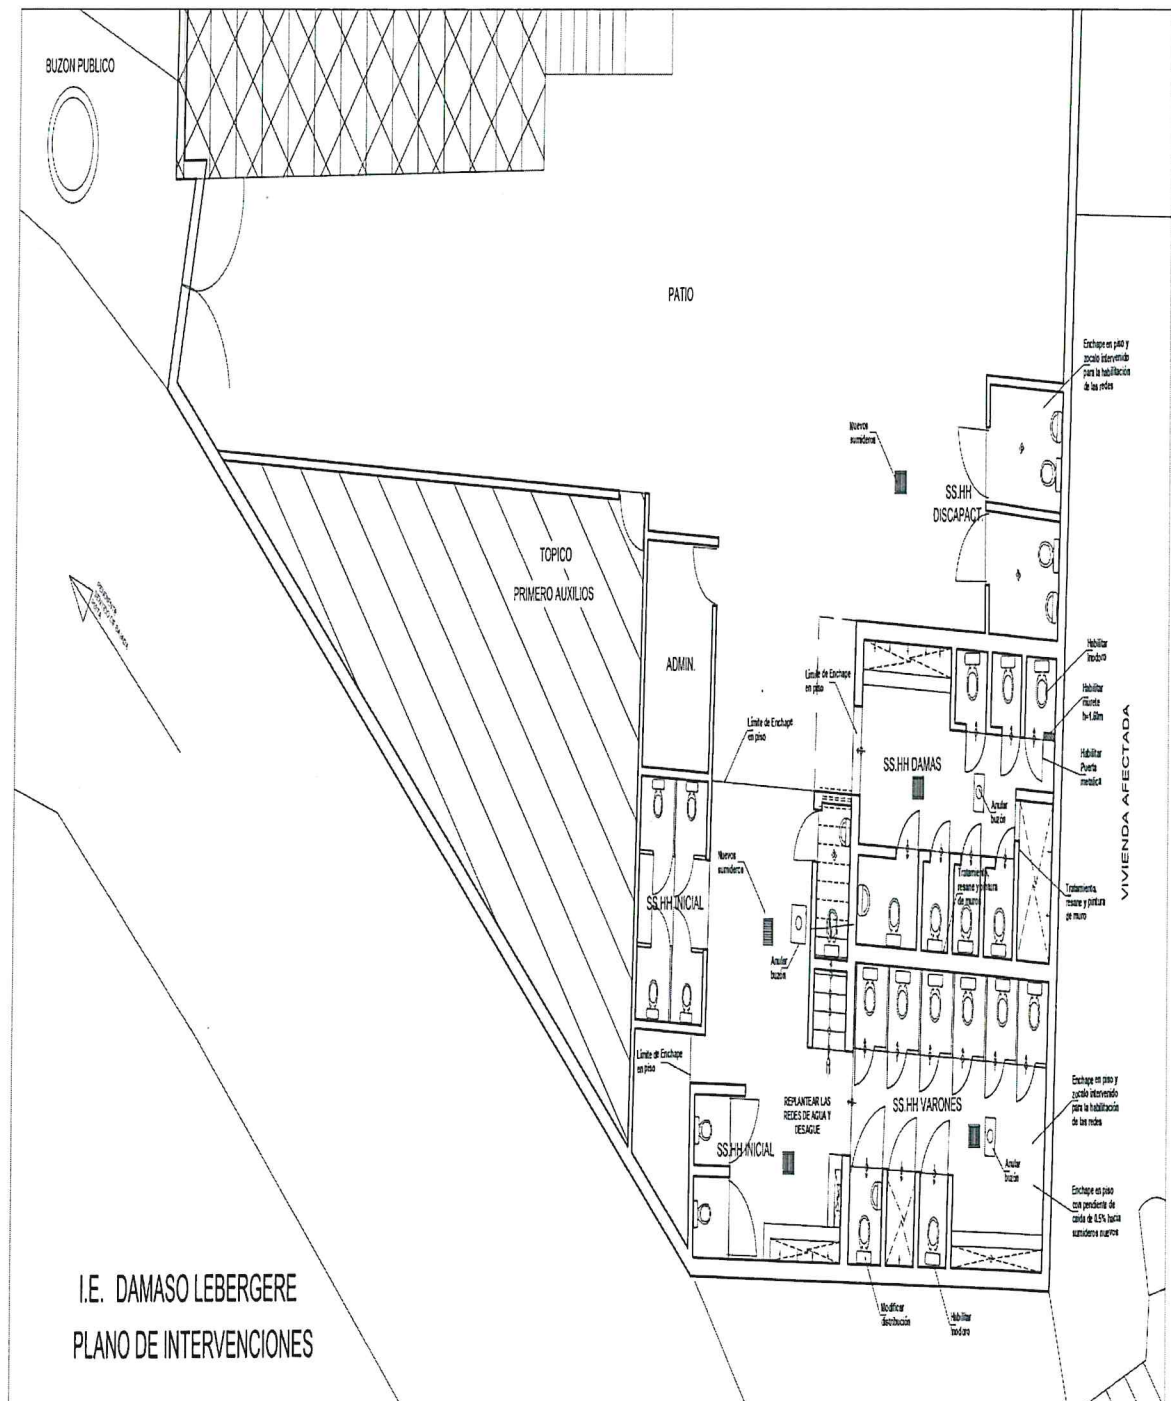 BUZON PUBLICO
PATIO
Enchape en piso y
zocalo intervenido
para la habilitación
de las redes
Nuevos
sumideros
SS.HH
DISCAPACT.
TOPICO
PRIMERO AUXILIOS
ADMIN.
Habilitar
inodoro
Habilitar
murete
h=1.60m
Habilitar
Puerta
metalica
Limite de Enchape
en piso
Limite de Enchape
en piso
SS.HH DAMAS
Anular
buzón
VIVIENDA AFECTADA
Nuevos
sumideros
Tratamiento,
resane y pintura
de muro
Tratamiento,
resane y pintura
de muro
SS.HH INICIAL
Anular
buzón
Limite de Enchape
en piso
REPLANTEAR LAS
REDES DE AGUA Y
DESAGUE
SS.HH VARONES
Enchape en piso y
zocalo intervenido
para la habilitación
de las redes
SS.HH INICIAL
Anular
buzón
Enchape en piso
con pendiente de
caida de 0.5% hacia
sumideros nuevos
Modificar
distribución
Habilitar
inodoro
I.E. DAMASO LEBERGERE
PLANO DE INTERVENCIONES